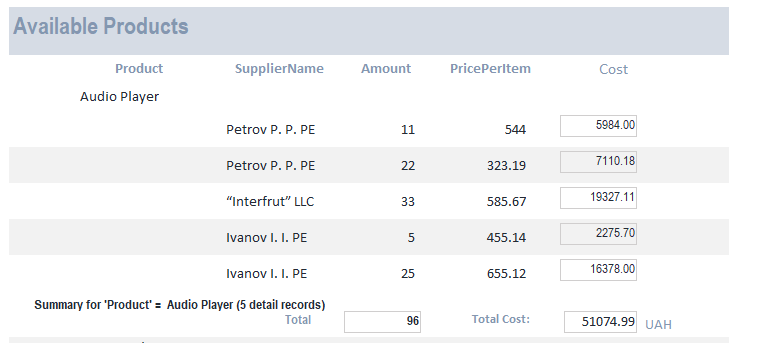 Available Products
Product SupplierName Amount PricePerItem Cost
Audio Player
Petrov P. P. PE 11 544 5984.00
Petrov P. P. PE 22 323.19 7110.18
“Interfrut” LLC 33 585.67 19327.11
Ivanov I. I. PE 5 455.14 2275.70
Ivanov I. I. PE 25 655.12 16378.00
Summary for 'Product' = Audio Player (5 detail records)
Total 96 Total Cost: 51074.99 UAH